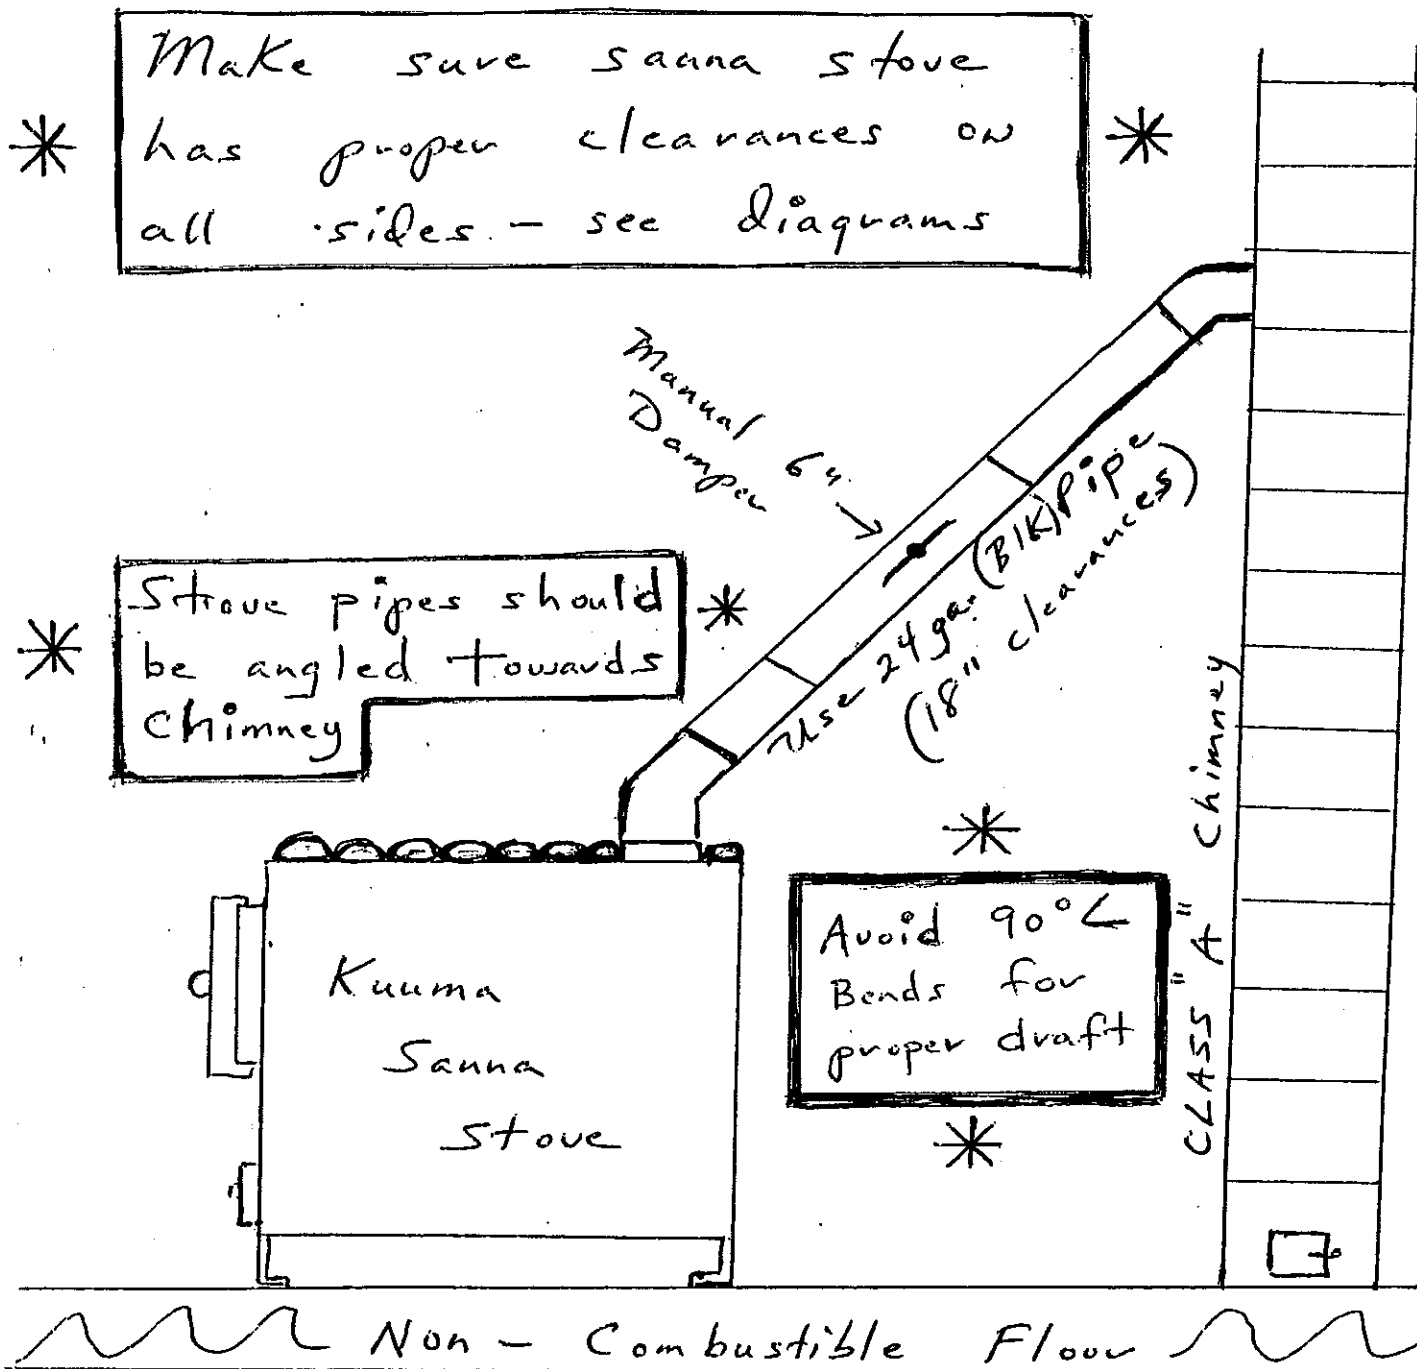 Make sure sauna stove
has proper clearances on
all sides - see diagrams
Manual 6"
Damper
Use 24 ga. (Blk) Pipe
(18" clearances)
Stove pipes should
be angled towards
Chimney
CLASS "A" Chimney
Avoid 90° ∠
Bends for
proper draft
Kuuma
Sauna
Stove
Non - Combustible Floor